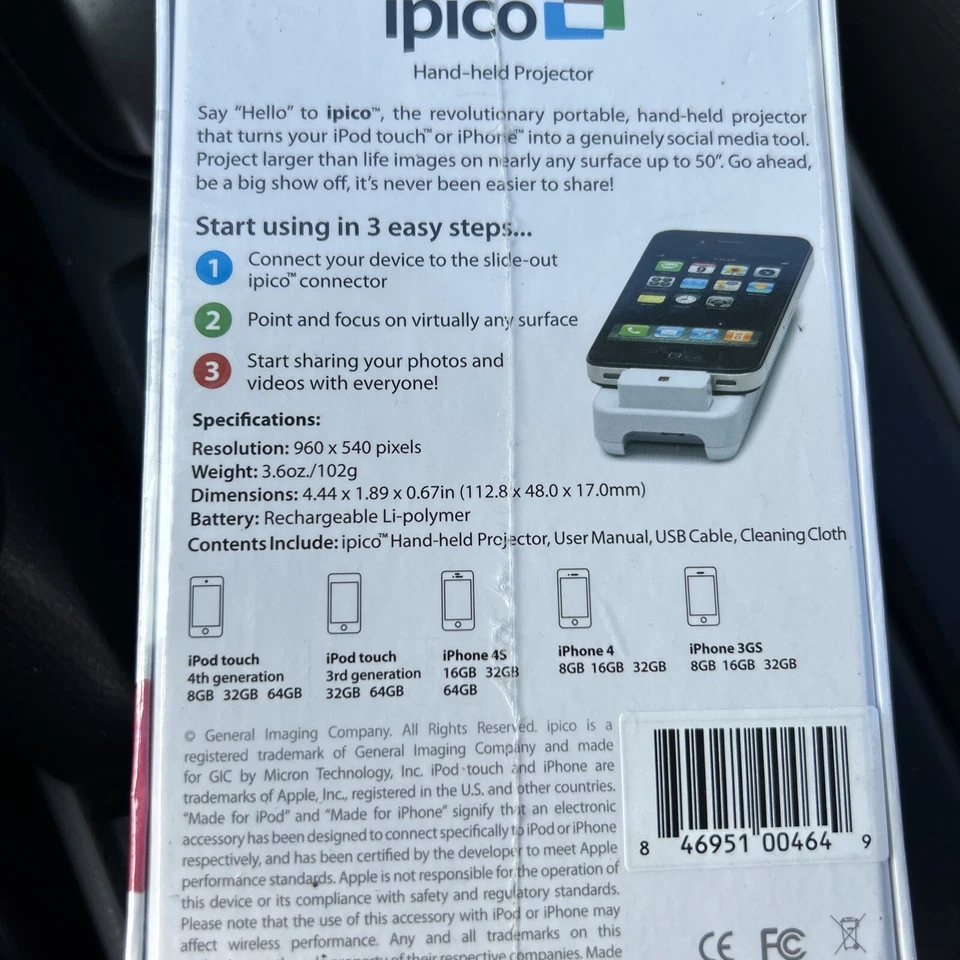 ipico
Hand-held Projector
Say "Hello" to ipico™, the revolutionary portable, hand-held projector
that turns your iPod touch™ or iPhone™ into a genuinely social media tool.
Project larger than life images on nearly any surface up to 50". Go ahead,
be a big show off, it's never been easier to share!
Start using in 3 easy steps...
1 Connect your device to the slide-out
ipico™ connector
2 Point and focus on virtually any surface
3 Start sharing your photos and
videos with everyone!
Specifications:
Resolution: 960 x 540 pixels
Weight: 3.6oz./102g
Dimensions: 4.44 x 1.89 x 0.67in (112.8 x 48.0 x 17.0mm)
Battery: Rechargeable Li-polymer
Contents Include: ipico™ Hand-held Projector, User Manual, USB Cable, Cleaning Cloth
iPod touch
4th generation
8GB 32GB 64GB
iPod touch
3rd generation
32GB 64GB
iPhone 4S
16GB 32GB
64GB
iPhone 4
8GB 16GB 32GB
iPhone 3GS
8GB 16GB 32GB
© General Imaging Company. All Rights Reserved. ipico is a
registered trademark of General Imaging Company and made
for GIC by Micron Technology, Inc. iPod touch and iPhone are
trademarks of Apple, Inc., registered in the U.S. and other countries.
"Made for iPod" and "Made for iPhone" signify that an electronic
accessory has been designed to connect specifically to iPod or iPhone
respectively, and has been certified by the developer to meet Apple
performance standards. Apple is not responsible for the operation of
this device or its compliance with safety and regulatory standards.
Please note that the use of this accessory with iPod or iPhone may
affect wireless performance. Any and all trademarks on this
property of their respective companies. Made
8 46951 00464 9
CE FC